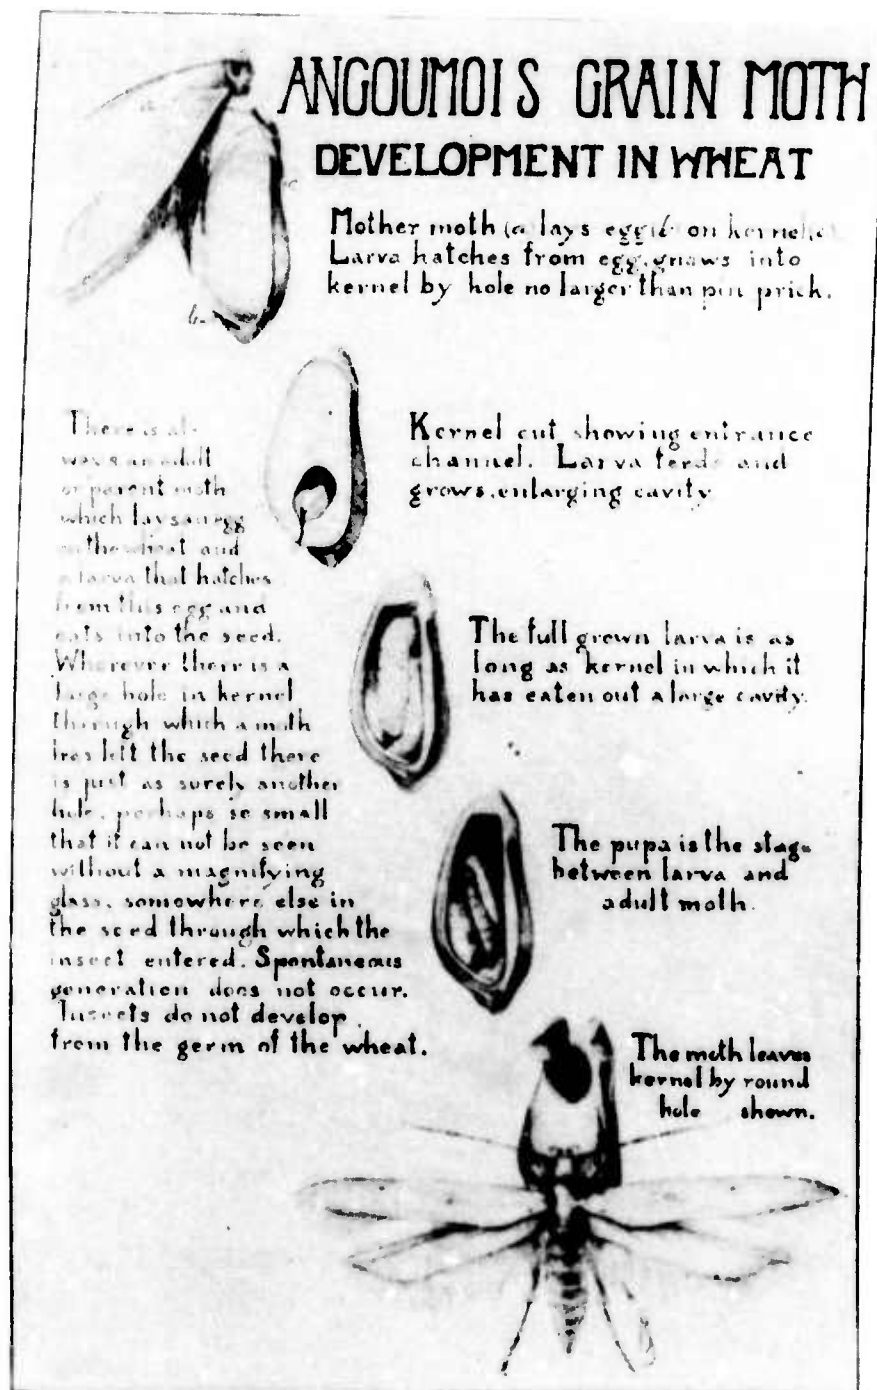 ANGOUMOIS GRAIN MOTH
DEVELOPMENT IN WHEAT
Mother moth (a lays egg(b on kernel(c)
Larva hatches from egg, gnaws into
kernel by hole no larger than pin prick.
b
c
Kernel cut showing entrance
channel. Larva feeds and
grows, enlarging cavity
The full grown larva is as
long as kernel in which it
has eaten out a large cavity.
The pupa is the stage
between larva and
adult moth.
The moth leaves
kernel by round
hole shown.
There is al-
ways an adult
or parent moth
which lays an egg
on the wheat and
a larva that hatches
from this egg and
eats into the seed.
Wherever there is a
large hole in kernel
through which a moth
has left the seed there
is just as surely another
hole, perhaps so small
that it can not be seen
without a magnifying
glass, somewhere else in
the seed through which the
insect entered. Spontaneous
generation does not occur.
Insects do not develop
from the germ of the wheat.